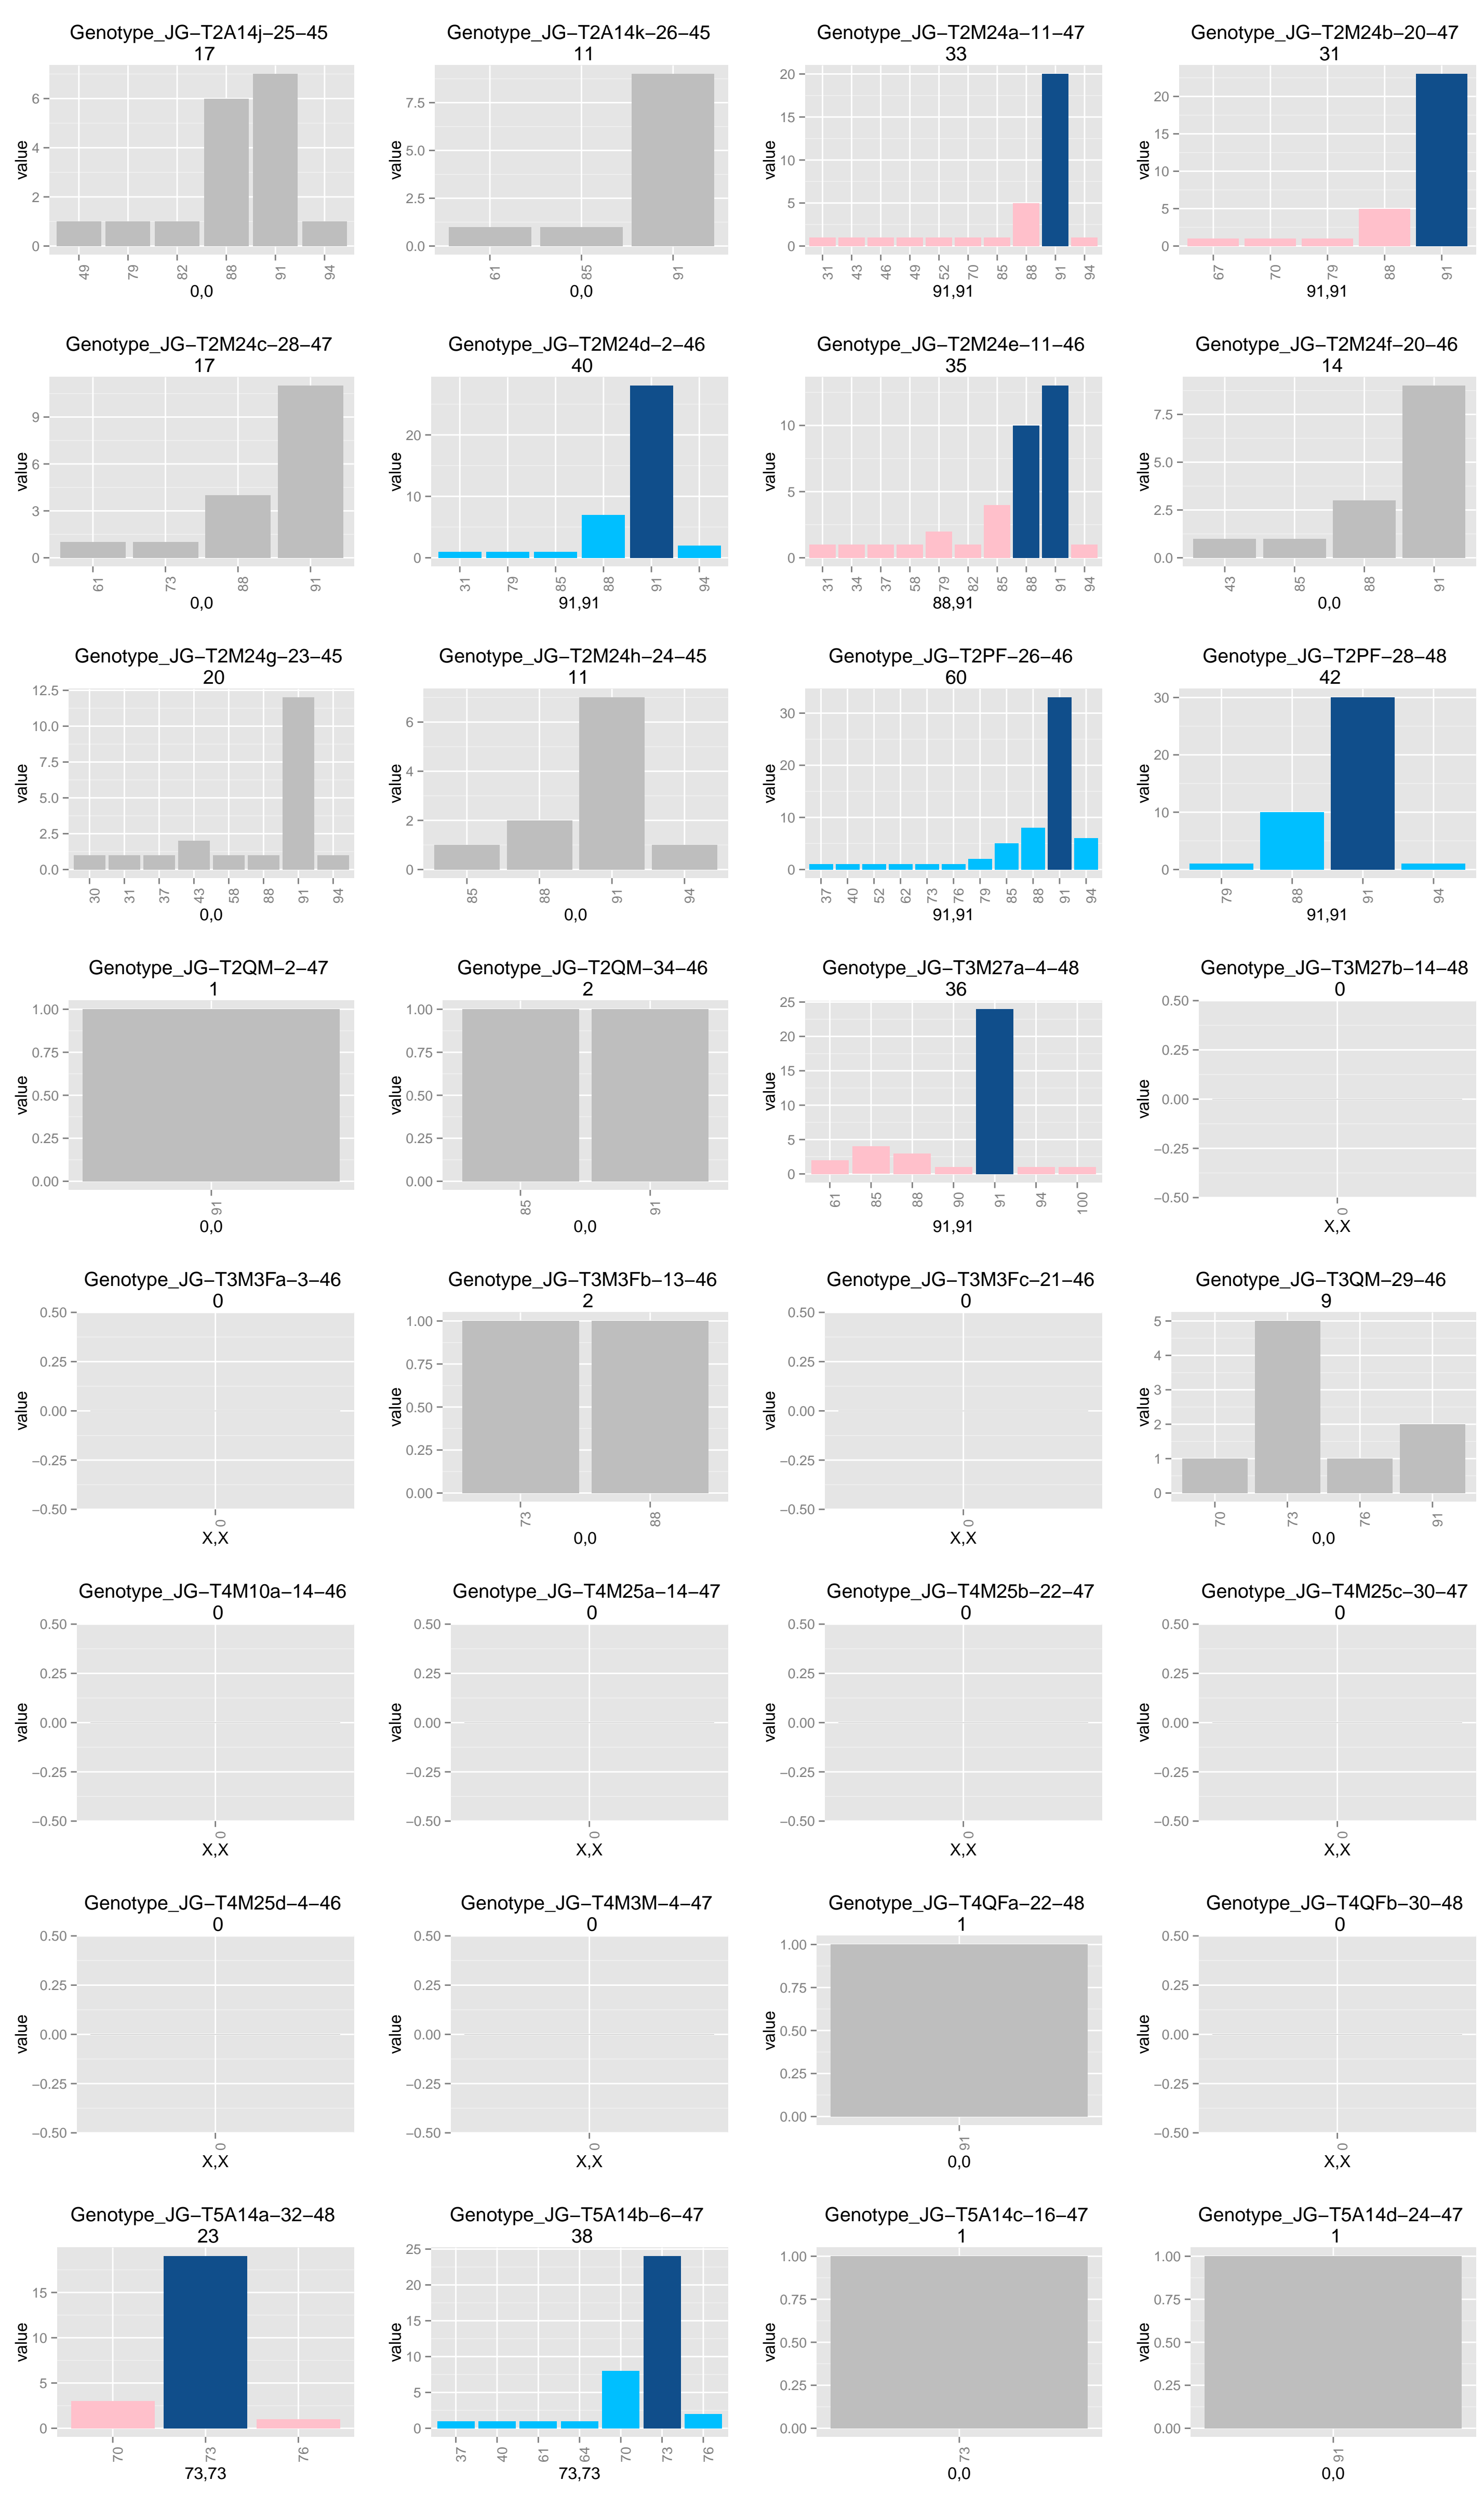 Genotype_JG−T2A14j−25−45 Genotype_JG−T2A14k−26−45 Genotype_JG−T2M24a−11−47 Genotype_JG−T2M24b−20−47
17 11 33 31
6 4 2 0 value 7.5 5.0 2.5 0.0 value 20 15 10 5 0 value 20 15 10 5 0 value
49 79 82 88 91 94 61 85 91 31 43 46 49 52 70 85 88 91 94 67 70 79 88 91
0,0 0,0 91,91 91,91
Genotype_JG−T2M24c−28−47 Genotype_JG−T2M24d−2−46 Genotype_JG−T2M24e−11−46 Genotype_JG−T2M24f−20−46
17 40 35 14
9 6 3 0 value 20 10 0 value 10 5 0 value 7.5 5.0 2.5 0.0 value
61 73 88 91 31 79 85 88 91 94 31 34 37 58 79 82 85 88 91 94 43 85 88 91
0,0 91,91 88,91 0,0
Genotype_JG−T2M24g−23−45 Genotype_JG−T2M24h−24−45 Genotype_JG−T2PF−26−46 Genotype_JG−T2PF−28−48
20 11 60 42
12.5 10.0 7.5 5.0 2.5 0.0 value 6 4 2 0 value 30 20 10 0 value 30 20 10 0 value
30 31 37 43 58 88 91 94 85 88 91 94 37 40 52 62 73 76 79 85 88 91 94 79 88 91 94
0,0 0,0 91,91 91,91
Genotype_JG−T2QM−2−47 Genotype_JG−T2QM−34−46 Genotype_JG−T3M27a−4−48 Genotype_JG−T3M27b−14−48
1 2 36 0
1.00 0.75 0.50 0.25 0.00 value 1.00 0.75 0.50 0.25 0.00 value 25 20 15 10 5 0 value 0.50 0.25 0.00 −0.25 −0.50 value
91 85 91 61 85 88 90 91 94 100 0
0,0 0,0 91,91 X,X
Genotype_JG−T3M3Fa−3−46 Genotype_JG−T3M3Fb−13−46 Genotype_JG−T3M3Fc−21−46 Genotype_JG−T3QM−29−46
0 2 0 9
0.50 0.25 0.00 −0.25 −0.50 value 1.00 0.75 0.50 0.25 0.00 value 0.50 0.25 0.00 −0.25 −0.50 value 5 4 3 2 1 0 value
0 73 88 0 70 73 76 91
X,X 0,0 X,X 0,0
Genotype_JG−T4M10a−14−46 Genotype_JG−T4M25a−14−47 Genotype_JG−T4M25b−22−47 Genotype_JG−T4M25c−30−47
0 0 0 0
0.50 0.25 0.00 −0.25 −0.50 value 0.50 0.25 0.00 −0.25 −0.50 value 0.50 0.25 0.00 −0.25 −0.50 value 0.50 0.25 0.00 −0.25 −0.50 value
0 0 0 0
X,X X,X X,X X,X
Genotype_JG−T4M25d−4−46 Genotype_JG−T4M3M−4−47 Genotype_JG−T4QFa−22−48 Genotype_JG−T4QFb−30−48
0 0 1 0
0.50 0.25 0.00 −0.25 −0.50 value 0.50 0.25 0.00 −0.25 −0.50 value 1.00 0.75 0.50 0.25 0.00 value 0.50 0.25 0.00 −0.25 −0.50 value
0 0 91 0
X,X X,X 0,0 X,X
Genotype_JG−T5A14a−32−48 Genotype_JG−T5A14b−6−47 Genotype_JG−T5A14c−16−47 Genotype_JG−T5A14d−24−47
23 38 1 1
15 10 5 0 value 25 20 15 10 5 0 value 1.00 0.75 0.50 0.25 0.00 value 1.00 0.75 0.50 0.25 0.00 value
70 73 76 37 40 61 64 70 73 76 73 91
73,73 73,73 0,0 0,0